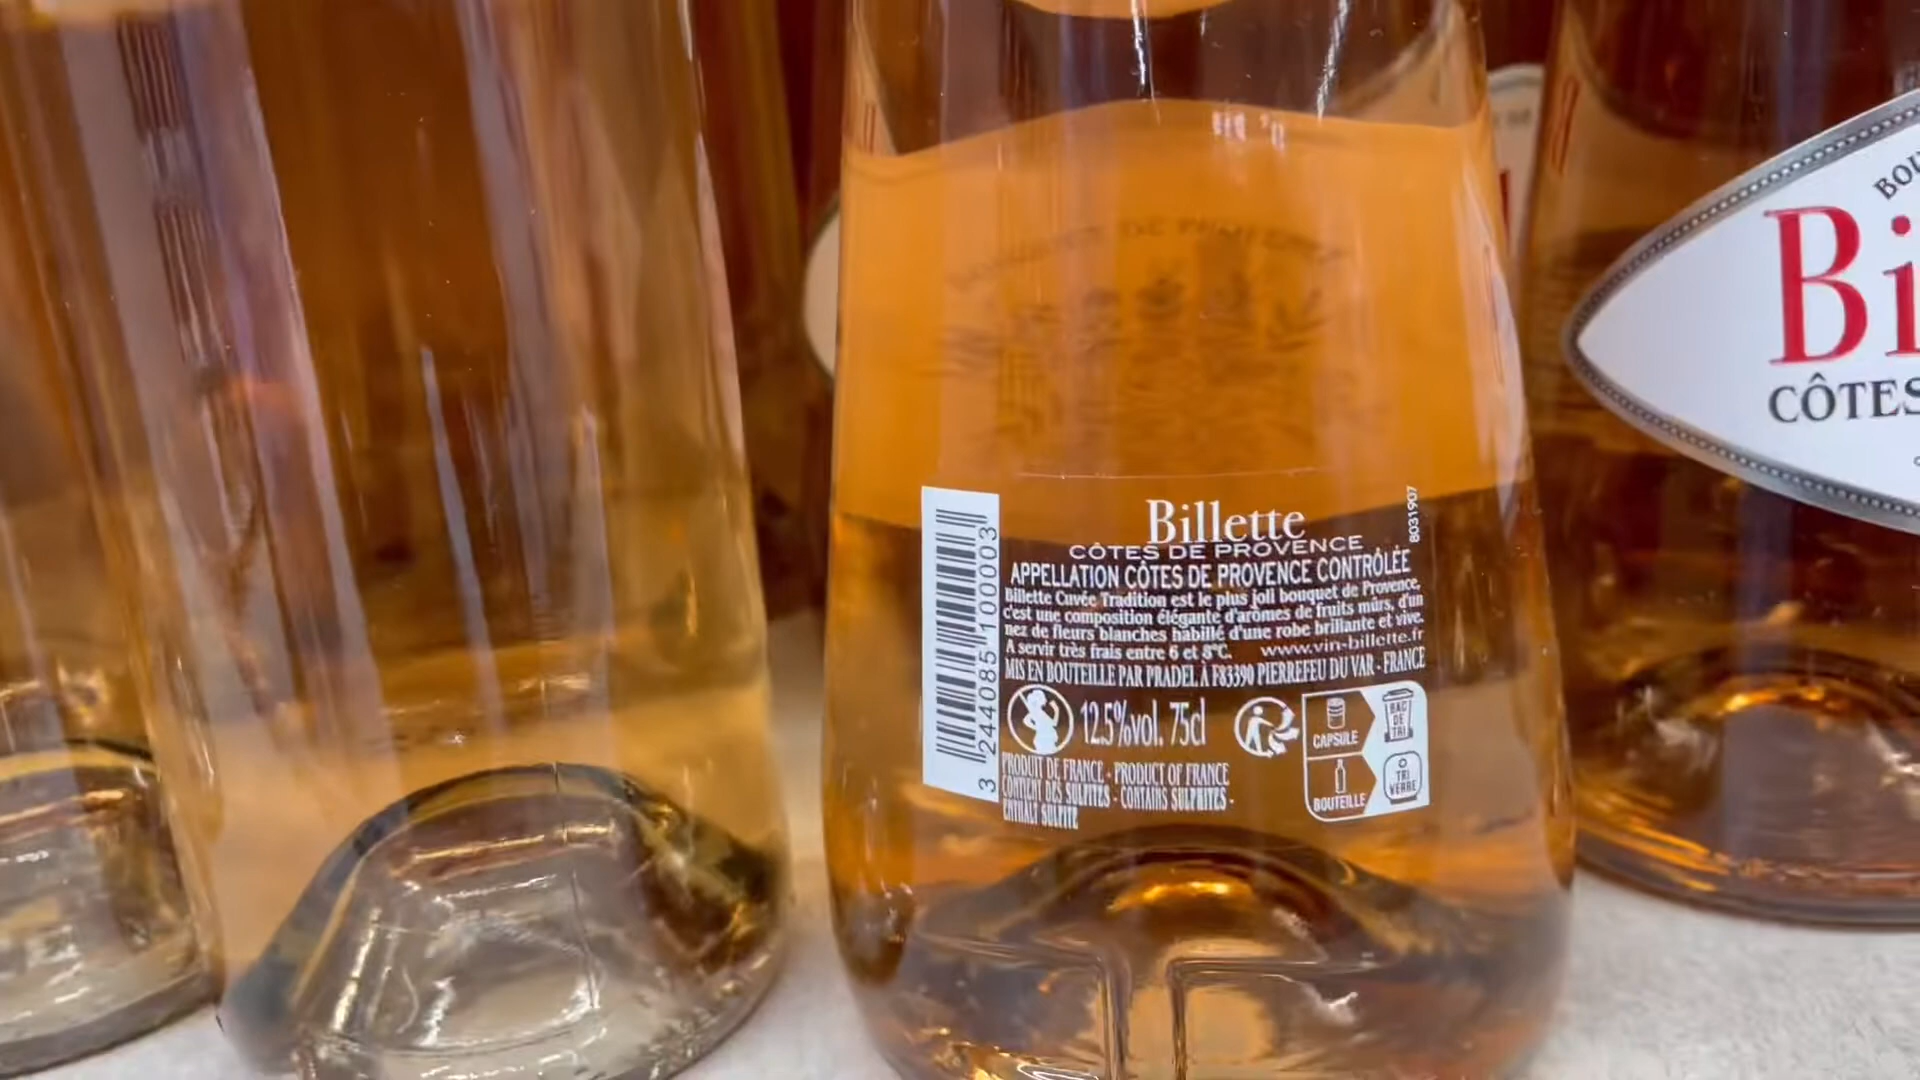 Billette
CÔTES DE PROVENCE
APPELLATION CÔTES DE PROVENCE CONTRÔLÉE
Billette Cuvée Tradition est le plus joli bouquet de Provence,
c'est une composition élégante d'arômes de fruits mûrs, d'un
nez de fleurs blanches habillé d'une robe brillante et vive.
A servir très frais entre 6 et 8°C. www.vin-billette.fr
MIS EN BOUTEILLE PAR PRADEL À F83390 PIERREFEU DU VAR - FRANCE
12.5%vol. 75cl
PRODUIT DE FRANCE - PRODUCT OF FRANCE
CONTIENT DES SULFITES - CONTAINS SULPHITES -
ENTHALT SULFITE
CAPSULE
BAC
DE
TRI
BOUTEILLE
TRI
VERRE
3 244085 100003
8031907
BOU
Bi
CÔTES